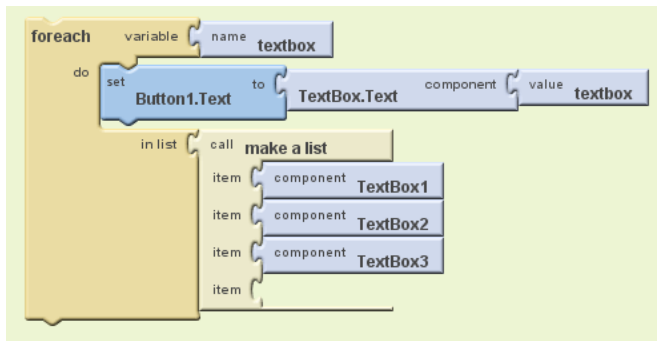 foreach variable name textbox
do set Button1.Text to TextBox.Text component value textbox
in list call make a list
item component TextBox1
item component TextBox2
item component TextBox3
item